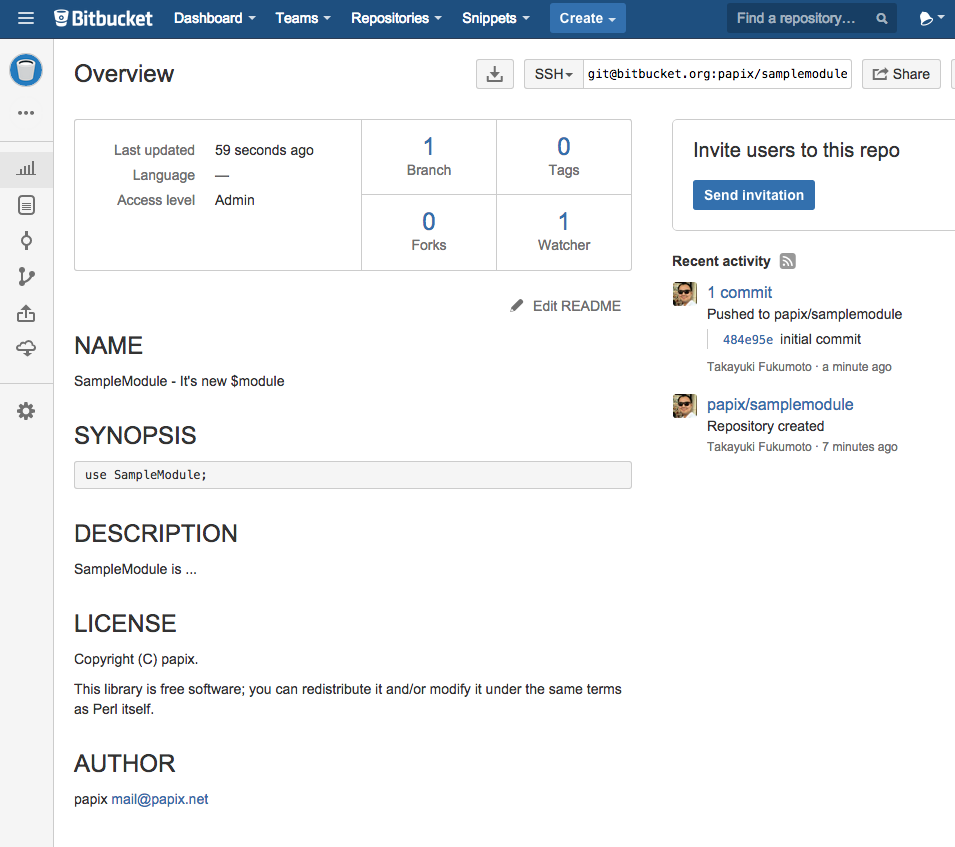 Bitbucket Dashboard Teams Repositories Snippets Create Find a repository...
Overview
SSH git@bitbucket.org:papix/samplemodule Share
Last updated 59 seconds ago
Language —
Access level Admin
1
Branch
0
Tags
0
Forks
1
Watcher
Edit README
NAME
SampleModule - It's new $module
SYNOPSIS
use SampleModule;
DESCRIPTION
SampleModule is ...
LICENSE
Copyright (C) papix.
This library is free software; you can redistribute it and/or modify it under the same terms
as Perl itself.
AUTHOR
papix mail@papix.net
Invite users to this repo
Send invitation
Recent activity
1 commit
Pushed to papix/samplemodule
484e95e initial commit
Takayuki Fukumoto · a minute ago
papix/samplemodule
Repository created
Takayuki Fukumoto · 7 minutes ago